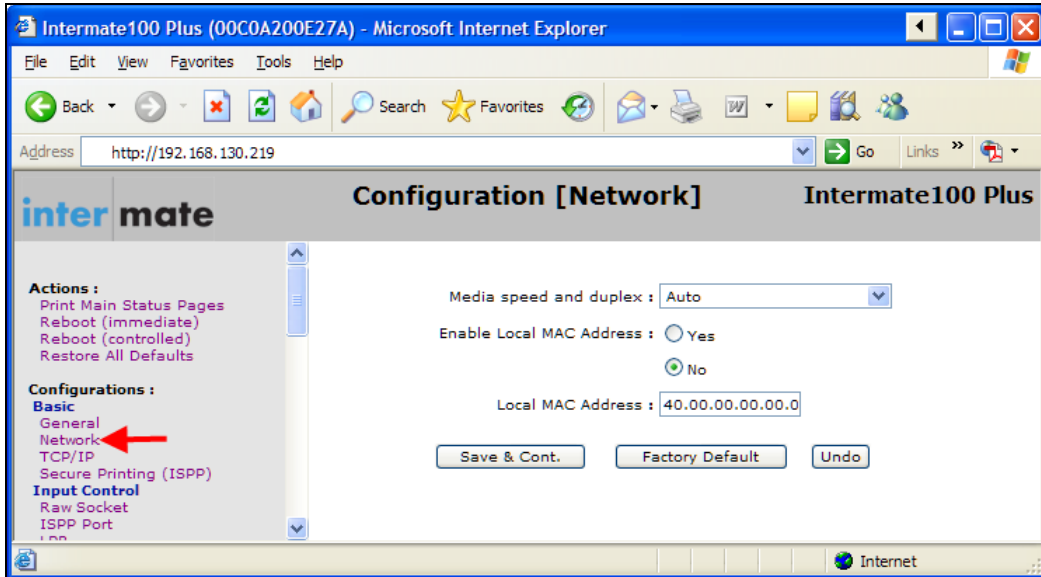 Intermate100 Plus (00C0A200E27A) - Microsoft Internet Explorer
File Edit View Favorites Tools Help
Back Search Favorites
Address http://192.168.130.219 Go Links »
inter mate
Configuration [Network] Intermate100 Plus
Actions :
Print Main Status Pages
Reboot (immediate)
Reboot (controlled)
Restore All Defaults
Configurations :
Basic
General
Network
TCP/IP
Secure Printing (ISPP)
Input Control
Raw Socket
ISPP Port
Media speed and duplex : Auto
Enable Local MAC Address : Yes
No
Local MAC Address : 40.00.00.00.00.0
Save & Cont. Factory Default Undo
Internet